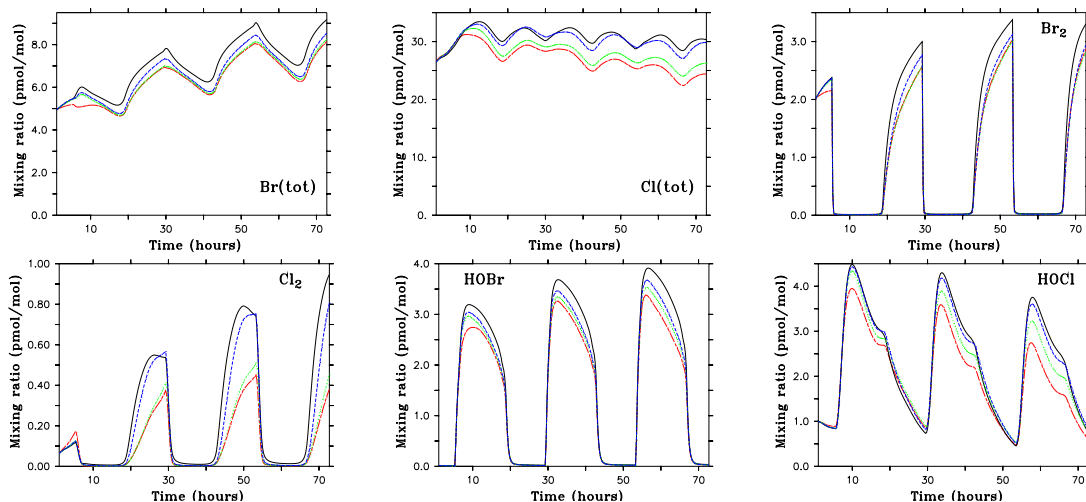 Mixing ratio (pmol/mol)
8.0
6.0
4.0
2.0
0.0
Br(tot)
10
30
50
70
Time (hours)
Mixing ratio (pmol/mol)
30.
20.
10.
0.
Cl(tot)
10
30
50
70
Time (hours)
Mixing ratio (pmol/mol)
3.0
2.0
1.0
0.0
Br₂
10
30
50
70
Time (hours)
Mixing ratio (pmol/mol)
1.00
0.80
0.60
0.40
0.20
0.00
Cl₂
10
30
50
70
Time (hours)
Mixing ratio (pmol/mol)
4.0
3.0
2.0
1.0
0.0
HOBr
10
30
50
70
Time (hours)
Mixing ratio (pmol/mol)
4.0
3.0
2.0
1.0
0.0
HOCl
10
30
50
70
Time (hours)